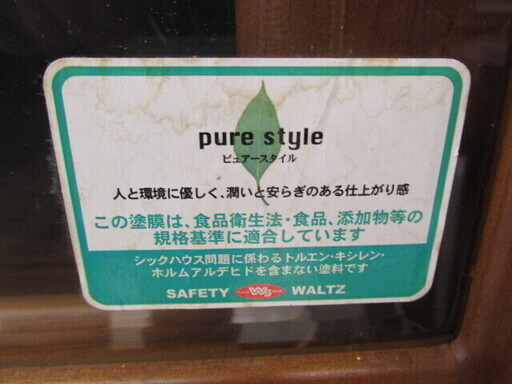 pure style
ピュアースタイル
人と環境に優しく、潤いと安らぎのある仕上がり感
この塗膜は、食品衛生法・食品、添加物等の
規格基準に適合しています
シックハウス問題に係わるトルエン・キシレン・
ホルムアルデヒドを含まない塗料です
SAFETY W3 WALTZ